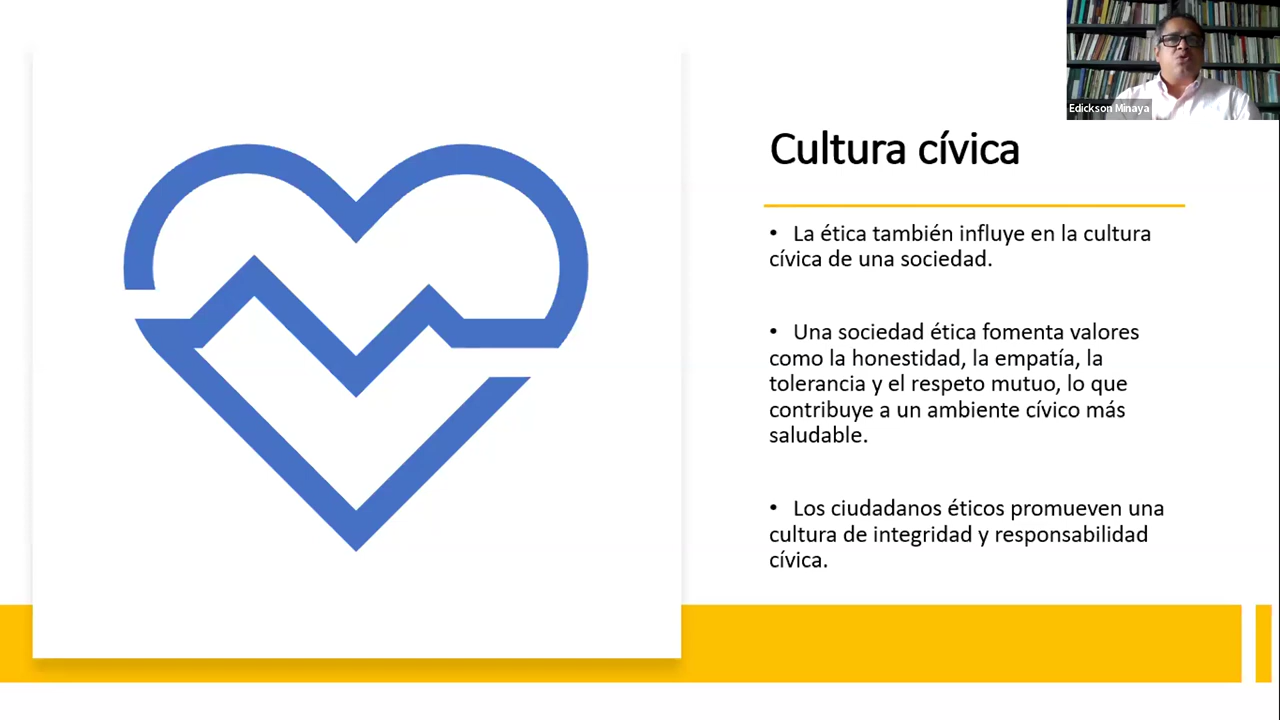 Edickson Minaya
Cultura cívica
• La ética también influye en la cultura
cívica de una sociedad.
• Una sociedad ética fomenta valores
como la honestidad, la empatía, la
tolerancia y el respeto mutuo, lo que
contribuye a un ambiente cívico más
saludable.
• Los ciudadanos éticos promueven una
cultura de integridad y responsabilidad
cívica.